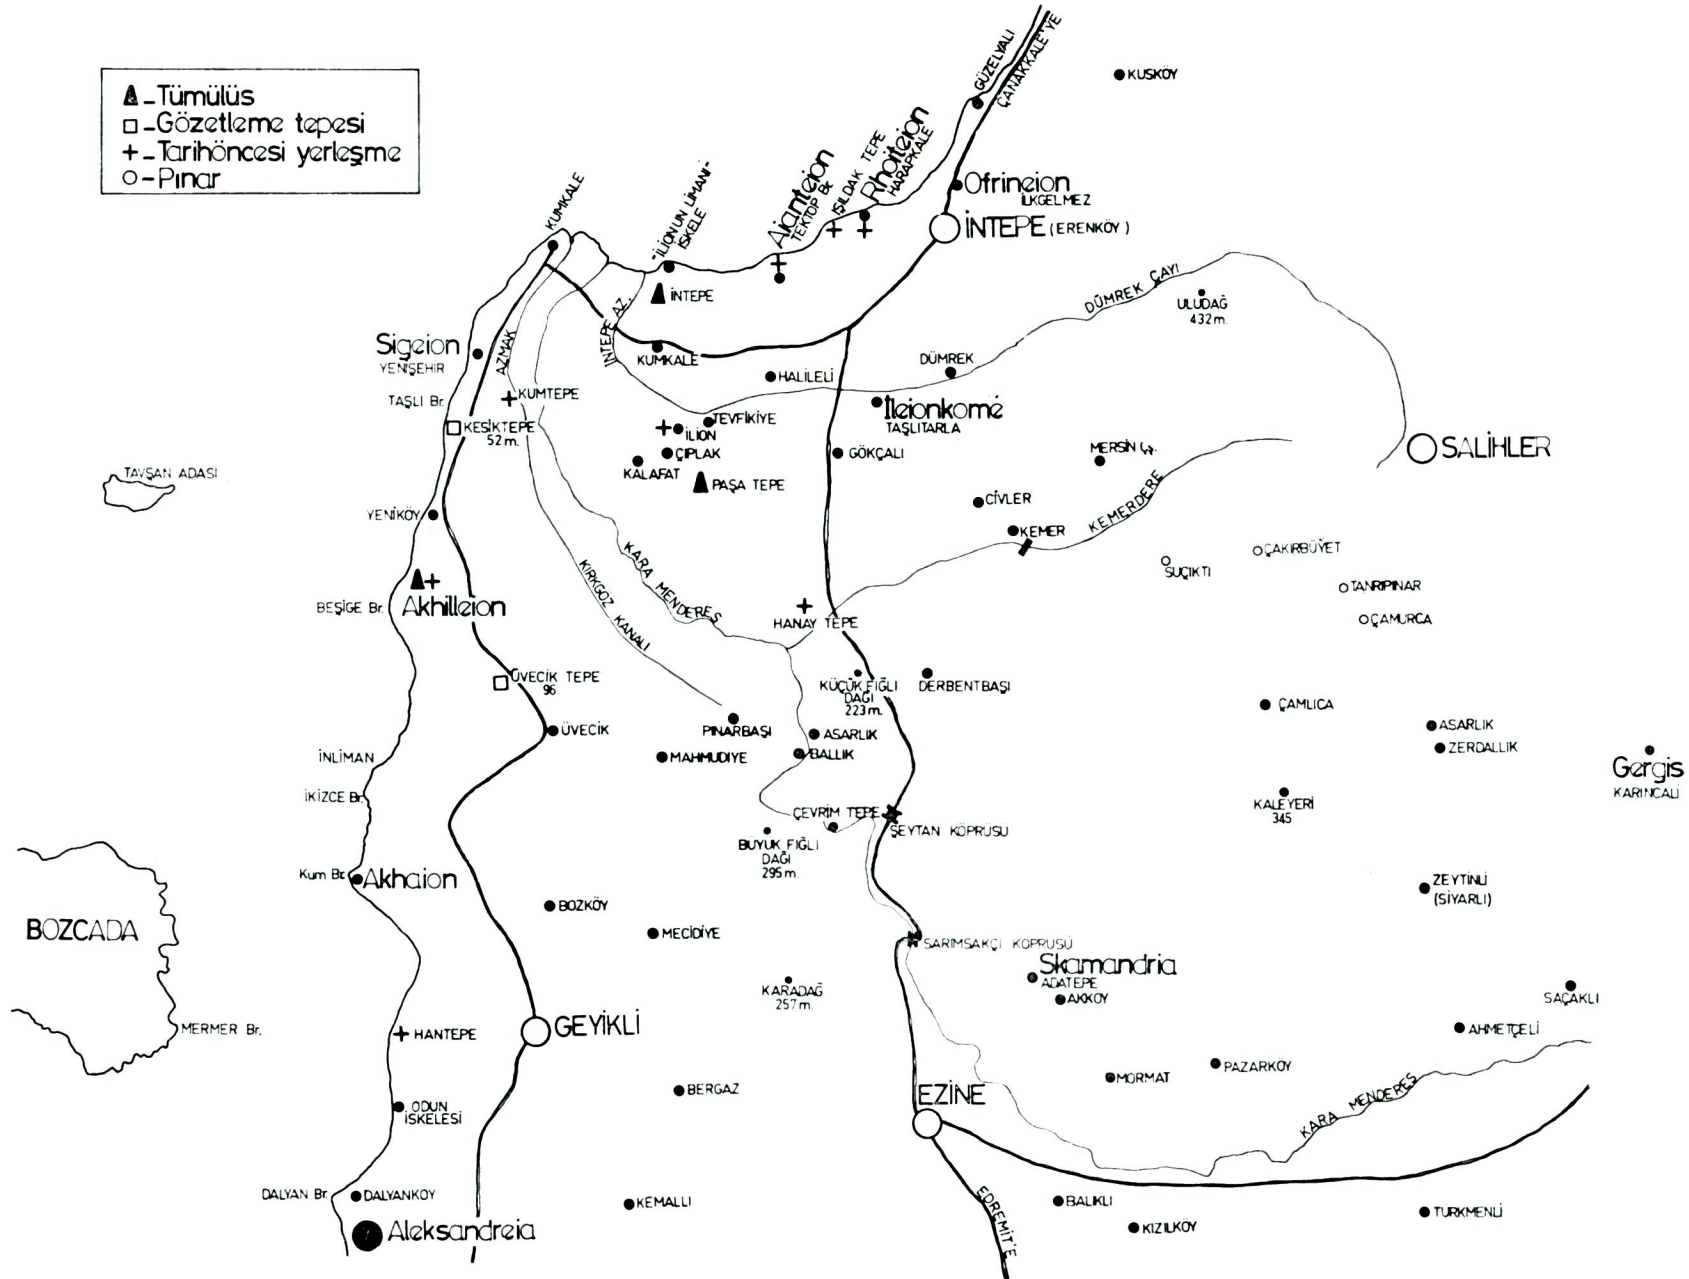 Tümülüs
Gözetleme tepesi
Tarihöncesi yerleşme
Pınar
KUSKÖY
GÜZELYALI
ÇANAKKALE'YE
Rhoiteion
HARAPKALE
IŞILDAK TEPE
Aianteion
TEKTOP Br.
Ofrineion
İLKGELMEZ
İNTEPE (ERENKÖY)
KUMKALE
"İLİON'UN LİMANI"
İSKELE
İNTEPE
İNTEPE AZ.
DÜMREK ÇAYI
ULUDAĞ
432 m.
Sigeion
YENİŞEHİR
AZMAK
KUMKALE
HALİLELİ
DÜMREK
TAŞLI Br.
KUMTEPE
KESİKTEPE
52 m.
TEVFİKİYE
İLİON
ÇIPLAK
KALAFAT
PAŞA TEPE
İleionkomé
TAŞLITARLA
GÖKÇALI
MERSİN Ç.
SALİHLER
TAVŞAN ADASI
YENİKÖY
CİVLER
KEMER
KEMERDERE
SUÇIKTI
ÇAKIRBÜYET
TANRIPINAR
ÇAMURCA
BEŞİGE Br.
Akhilleion
KARA MENDERES
KIRKGÖZ KANALI
HANAY TEPE
ÜVECİK TEPE
96
KÜÇÜK FIĞLI
DAĞI
223 m.
DERBENTBAŞI
ÇAMLICA
ÜVECİK
PINARBAŞI
ASARLIK
BALLIK
MAHMUDİYE
ASARLIK
ZERDALLIK
Gergis
KARINCALİ
İNLİMAN
İKİZCE Br.
KALEYERİ
345
ÇEVRİM TEPE
ŞEYTAN KÖPRÜSÜ
BÜYÜK FIĞLI
DAĞI
295 m.
Kum Br.
Akhaion
ZEYTİNLİ
(SİYARLI)
BOZCADA
BOZKÖY
MECİDİYE
SARIMSAKÇI KÖPRÜSÜ
Skamandria
ADATEPE
AKKÖY
KARADAĞ
257 m.
SAÇAKLI
MERMER Br.
HANTEPE
GEYİKLİ
AHMETÇELİ
PAZARKÖY
MORMAT
BERGAZ
EZİNE
KARA MENDERES
ODUN
İSKELESİ
DALYAN Br.
DALYANKÖY
KEMALLI
BALIKLI
TÜRKMENLİ
KIZILKÖY
EDREMİT'E
Aleksandreia